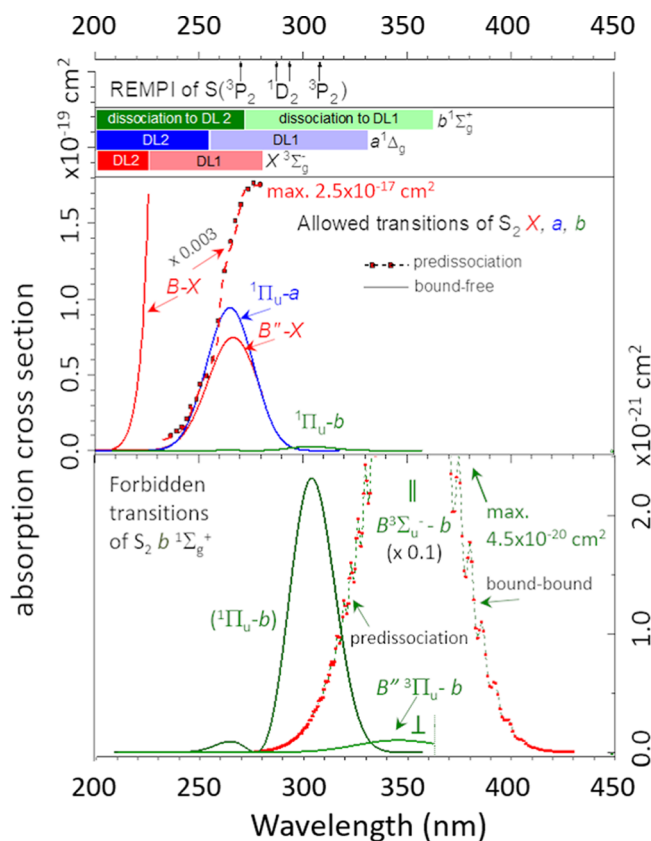 200 250 300 350 400 450
REMPI of S(³P₂ ¹D₂ ³P₂)
dissociation to DL 2 dissociation to DL1 b¹Σg⁺
DL2 DL1 a¹Δg
DL2 DL1 X ³Σg⁻
x10⁻¹⁹ cm²
max. 2.5x10⁻¹⁷ cm²
Allowed transitions of S₂ X, a, b
x 0.003
predissociation
bound-free
B-X
¹Πu-a
B″-X
¹Πu-b
1.5
1.0
0.5
0.0
absorption cross section
x10⁻²¹ cm²
Forbidden
transitions
of S₂ b ¹Σg⁺
(¹Πu-b)
||
B³Σu⁻- b
(x 0.1)
max.
4.5x10⁻²⁰ cm²
bound-bound
predissociation
B″ ³Πu- b
⊥
2.0
1.0
0.0
200 250 300 350 400 450
Wavelength (nm)